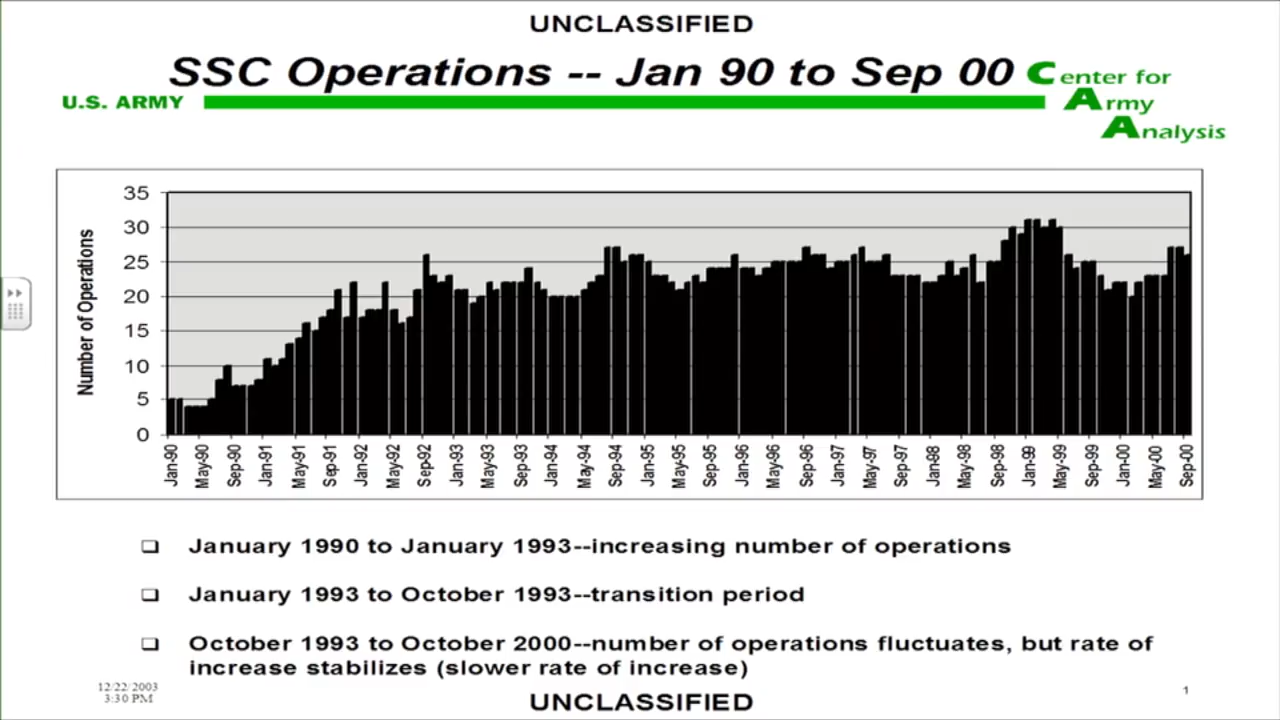 UNCLASSIFIED
SSC Operations -- Jan 90 to Sep 00
Center for
Army
Analysis
U.S. ARMY
Number of Operations
35
30
25
20
15
10
5
0
Jan-90
May-90
Sep-90
Jan-91
May-91
Sep-91
Jan-92
May-92
Sep-92
Jan-93
May-93
Sep-93
Jan-94
May-94
Sep-94
Jan-95
May-95
Sep-95
Jan-96
May-96
Sep-96
Jan-97
May-97
Sep-97
Jan-98
May-98
Sep-98
Jan-99
May-99
Sep-99
Jan-00
May-00
Sep-00
January 1990 to January 1993--increasing number of operations
January 1993 to October 1993--transition period
October 1993 to October 2000--number of operations fluctuates, but rate of
increase stabilizes (slower rate of increase)
12/22/2003
3:30 PM
UNCLASSIFIED
1